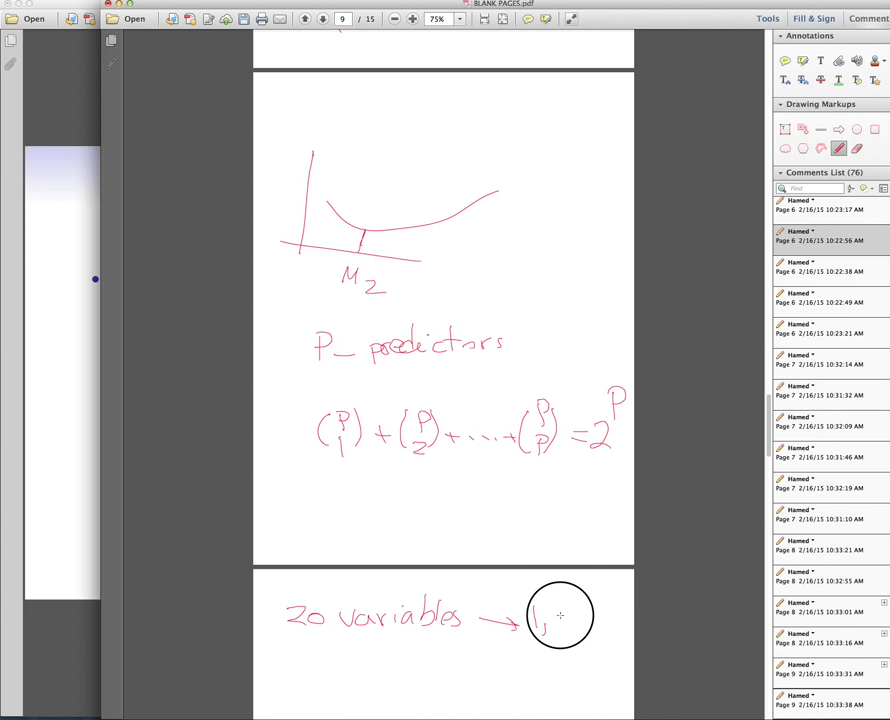 BLANK PAGES.pdf
Open
Open
9 / 15
75%
Tools
Fill & Sign
Comment
Annotations
T
T T T T
Drawing Markups
Comments List (76)
Find
Hamed
Page 6 2/16/15 10:23:17 AM
Hamed
Page 6 2/16/15 10:22:56 AM
Hamed
Page 6 2/16/15 10:22:38 AM
Hamed
Page 6 2/16/15 10:22:49 AM
Hamed
Page 6 2/16/15 10:23:21 AM
Hamed
Page 7 2/16/15 10:32:14 AM
Hamed
Page 7 2/16/15 10:31:32 AM
Hamed
Page 7 2/16/15 10:32:09 AM
Hamed
Page 7 2/16/15 10:31:46 AM
Hamed
Page 7 2/16/15 10:32:19 AM
Hamed
Page 7 2/16/15 10:31:10 AM
Hamed
Page 8 2/16/15 10:33:21 AM
Hamed
Page 8 2/16/15 10:32:55 AM
Hamed
Page 8 2/16/15 10:33:01 AM
Hamed
Page 8 2/16/15 10:33:16 AM
Hamed
Page 9 2/16/15 10:33:31 AM
Hamed
Page 9 2/16/15 10:33:38 AM
M2
P_ predictors
(P 1) + (P 2) + ... + (P P) = 2^P
20 variables → 1,